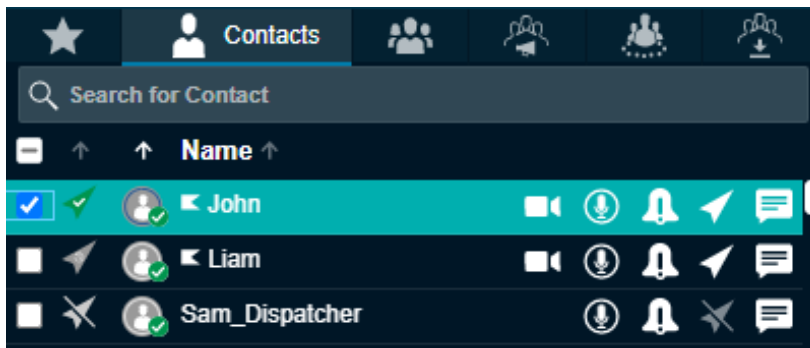 Contacts
Search for Contact
Name
John
Liam
Sam_Dispatcher